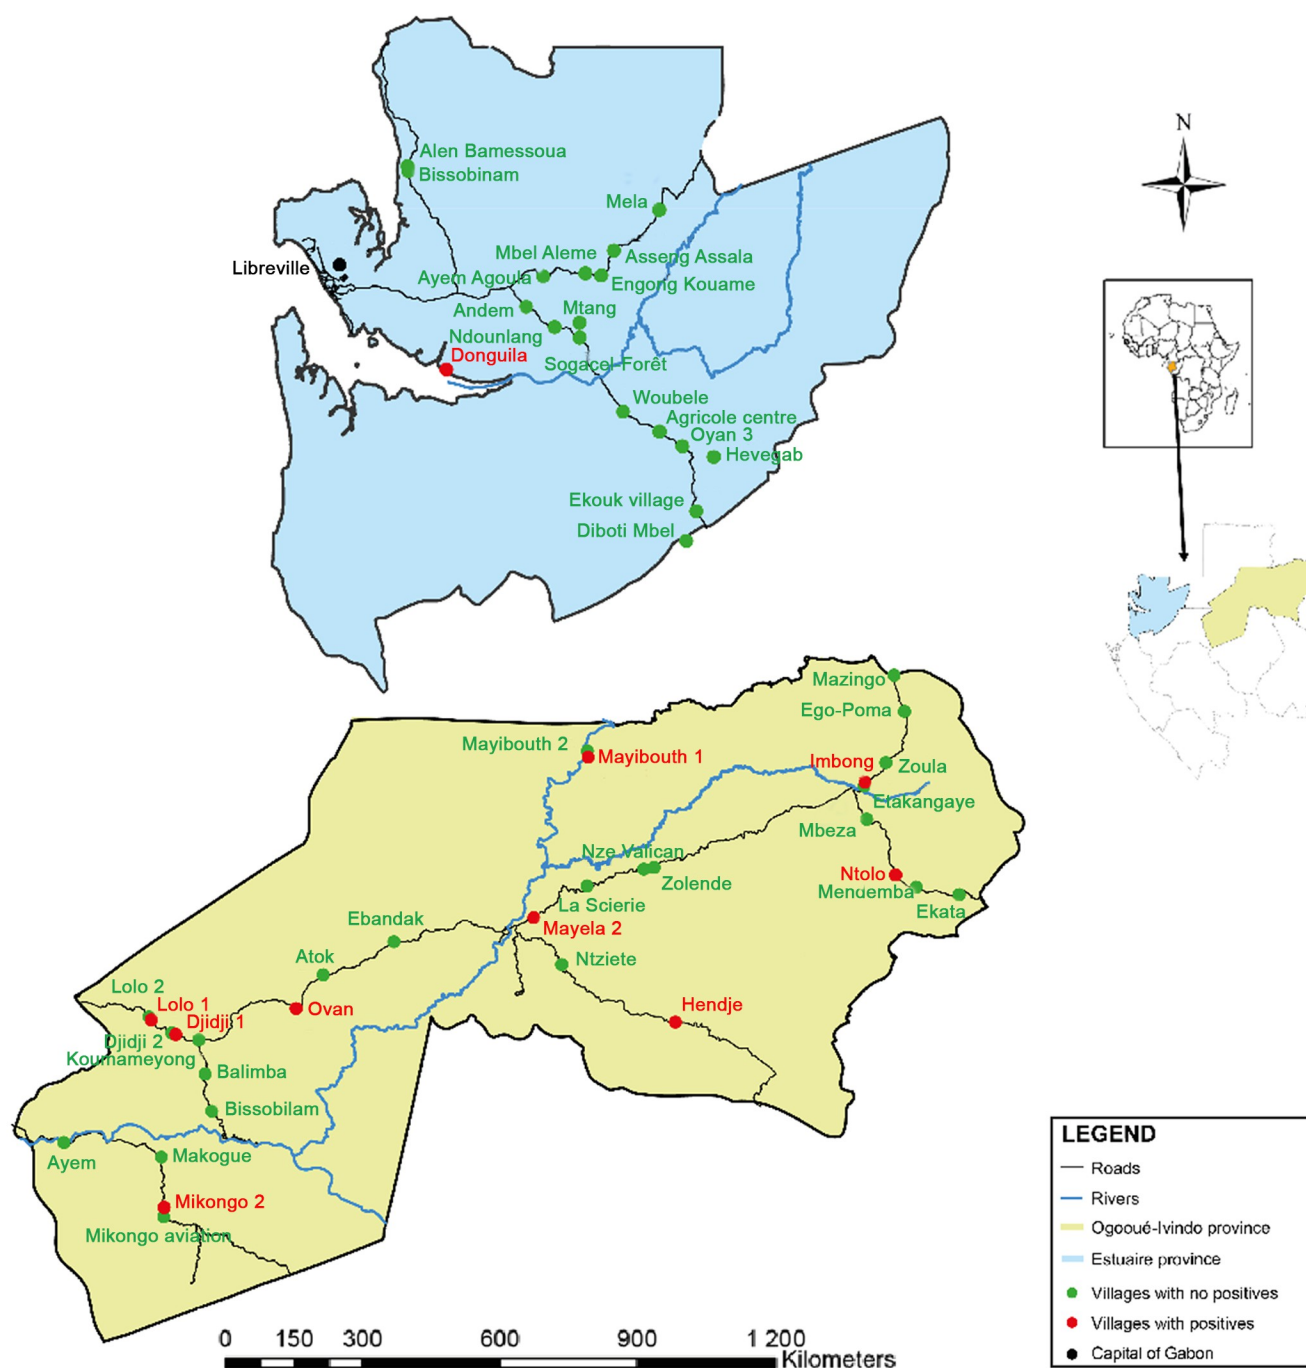 N
Alen Bamessoua
Bissobinam
Mela
Mbel Aleme
Asseng Assala
Libreville
Ayem Agoula
Engong Kouame
Andem
Mtang
Ndounlang
Donguila
Sogacel-Forêt
Woubele
Agricole centre
Oyan 3
Hevegab
Ekouk village
Diboti Mbel
Mazingo
Ego-Poma
Mayibouth 2
Mayibouth 1
Imbong
Zoula
Etakangaye
Mbeza
Nze Valican
Zolende
Ntolo
Mendemba
Ekata
La Scierie
Ebandak
Mayela 2
Atok
Ntziete
Lolo 2
Lolo 1
Ovan
Hendje
Djidji 1
Djidji 2
Koumameyong
Balimba
Bissobilam
Ayem
Makogue
Mikongo 2
Mikongo aviation
LEGEND
Roads
Rivers
Ogooué-Ivindo province
Estuaire province
Villages with no positives
Villages with positives
Capital of Gabon
0 150 300 600 900 1 200
Kilometers